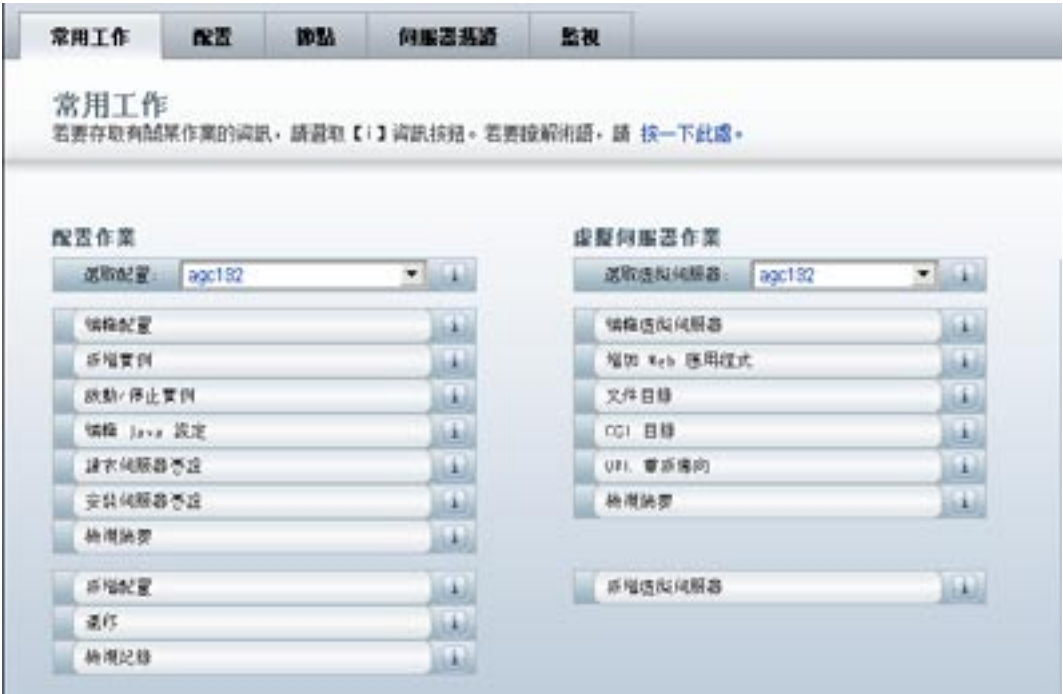 常用工作 配置 節點 伺服器憑證 監視
常用工作
若要存取有關某作業的資訊，請選取【i】資訊按鈕。若要瞭解術語，請 按一下此處。
配置作業
選取配置: agc132
編輯配置
新增實例
啟動/停止實例
編輯 Java 設定
請求伺服器憑證
安裝伺服器憑證
檢視摘要
新增配置
遷移
檢視記錄
虛擬伺服器作業
選取虛擬伺服器: agc132
編輯虛擬伺服器
增加 Web 應用程式
文件目錄
CGI 目錄
URL 重新導向
檢視摘要
新增虛擬伺服器